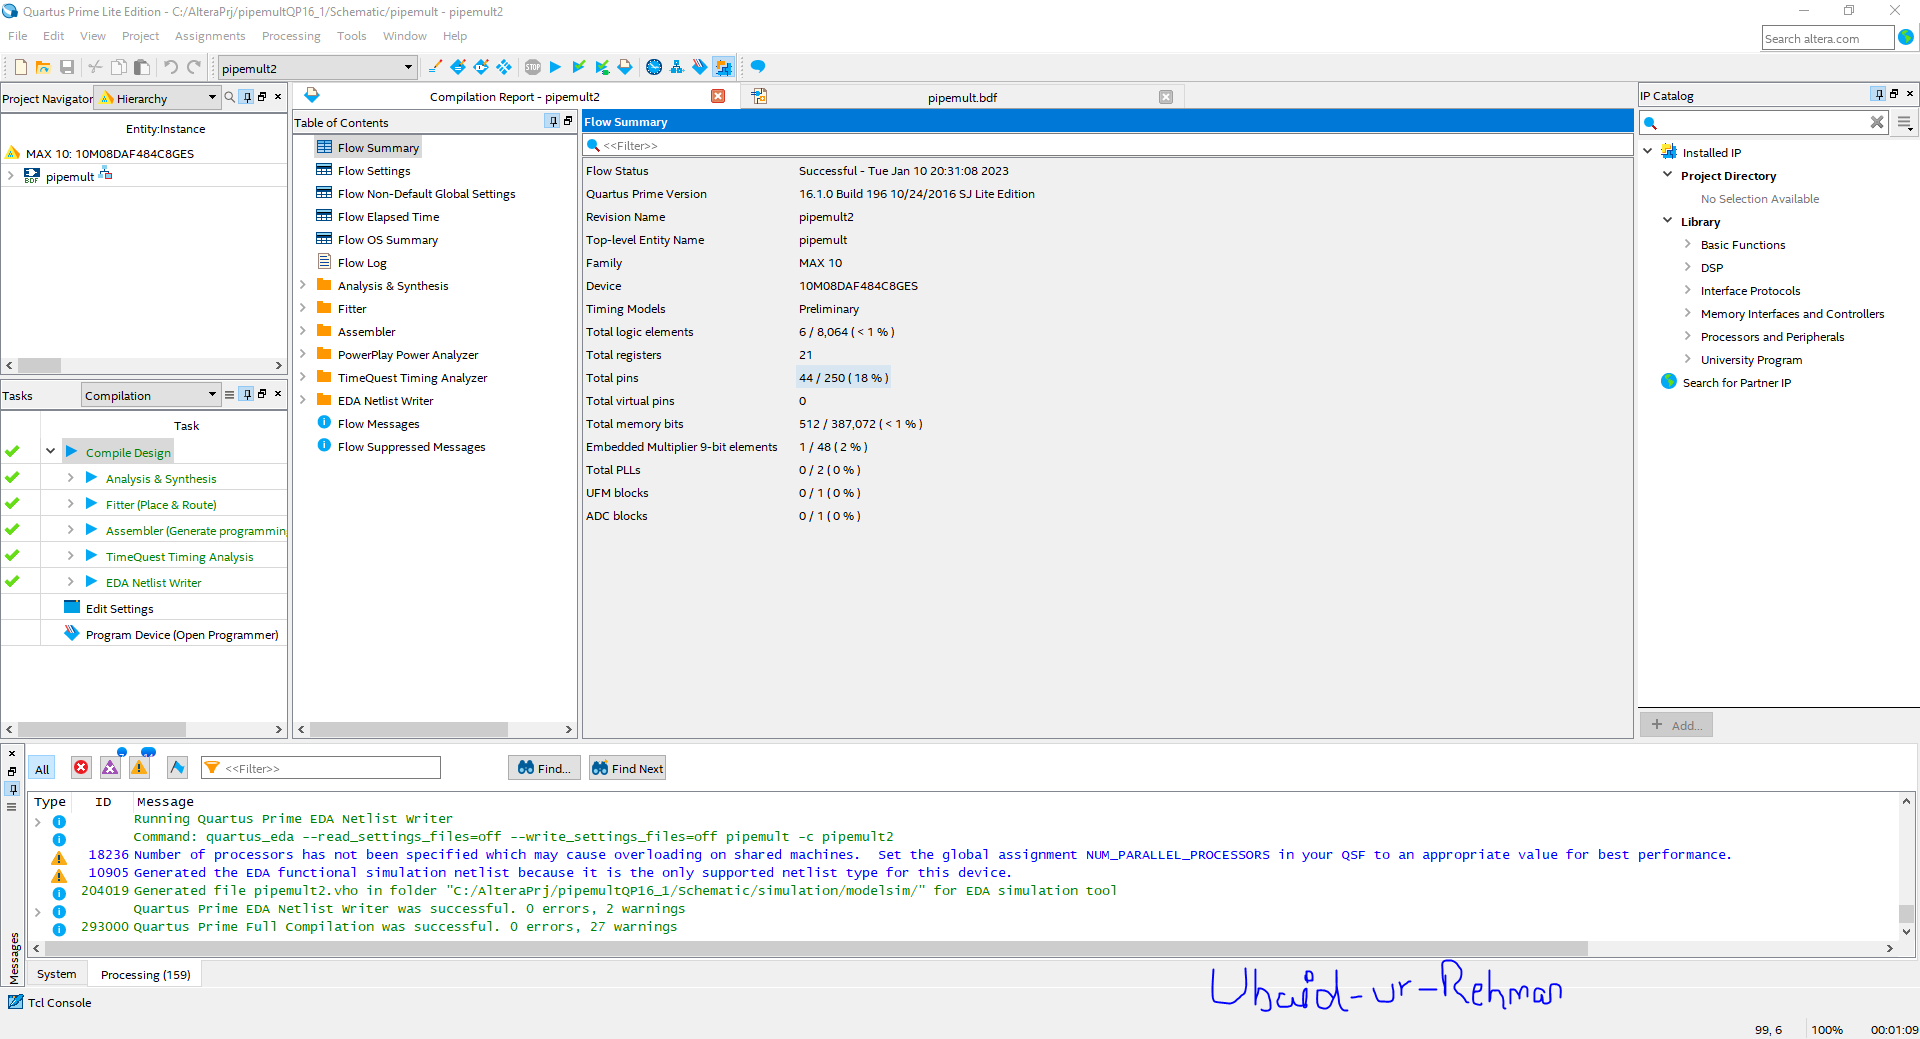 Quartus Prime Lite Edition - C:/AlteraPrj/pipemultQP16_1/Schematic/pipemult - pipemult2
File Edit View Project Assignments Processing Tools Window Help
Search altera.com
pipemult2
Project Navigator Hierarchy
Entity:Instance
MAX 10: 10M08DAF484C8GES
pipemult
Tasks Compilation
Task
Compile Design
Analysis & Synthesis
Fitter (Place & Route)
Assembler (Generate programmin
TimeQuest Timing Analysis
EDA Netlist Writer
Edit Settings
Program Device (Open Programmer)
Compilation Report - pipemult2
pipemult.bdf
Table of Contents
Flow Summary
Flow Settings
Flow Non-Default Global Settings
Flow Elapsed Time
Flow OS Summary
Flow Log
Analysis & Synthesis
Fitter
Assembler
PowerPlay Power Analyzer
TimeQuest Timing Analyzer
EDA Netlist Writer
Flow Messages
Flow Suppressed Messages
Flow Summary
<<Filter>>
Flow Status Successful - Tue Jan 10 20:31:08 2023
Quartus Prime Version 16.1.0 Build 196 10/24/2016 SJ Lite Edition
Revision Name pipemult2
Top-level Entity Name pipemult
Family MAX 10
Device 10M08DAF484C8GES
Timing Models Preliminary
Total logic elements 6 / 8,064 ( < 1 % )
Total registers 21
Total pins 44 / 250 ( 18 % )
Total virtual pins 0
Total memory bits 512 / 387,072 ( < 1 % )
Embedded Multiplier 9-bit elements 1 / 48 ( 2 % )
Total PLLs 0 / 2 ( 0 % )
UFM blocks 0 / 1 ( 0 % )
ADC blocks 0 / 1 ( 0 % )
IP Catalog
Installed IP
Project Directory
No Selection Available
Library
Basic Functions
DSP
Interface Protocols
Memory Interfaces and Controllers
Processors and Peripherals
University Program
Search for Partner IP
+ Add...
All <<Filter>> Find... Find Next
Type ID Message
Running Quartus Prime EDA Netlist Writer
Command: quartus_eda --read_settings_files=off --write_settings_files=off pipemult -c pipemult2
18236 Number of processors has not been specified which may cause overloading on shared machines. Set the global assignment NUM_PARALLEL_PROCESSORS in your QSF to an appropriate value for best performance.
10905 Generated the EDA functional simulation netlist because it is the only supported netlist type for this device.
204019 Generated file pipemult2.vho in folder "C:/AlteraPrj/pipemultQP16_1/Schematic/simulation/modelsim/" for EDA simulation tool
Quartus Prime EDA Netlist Writer was successful. 0 errors, 2 warnings
293000 Quartus Prime Full Compilation was successful. 0 errors, 27 warnings
Messages
System Processing (159)
Tcl Console
Ubaid-ur-Rehman
99, 6 100% 00:01:09